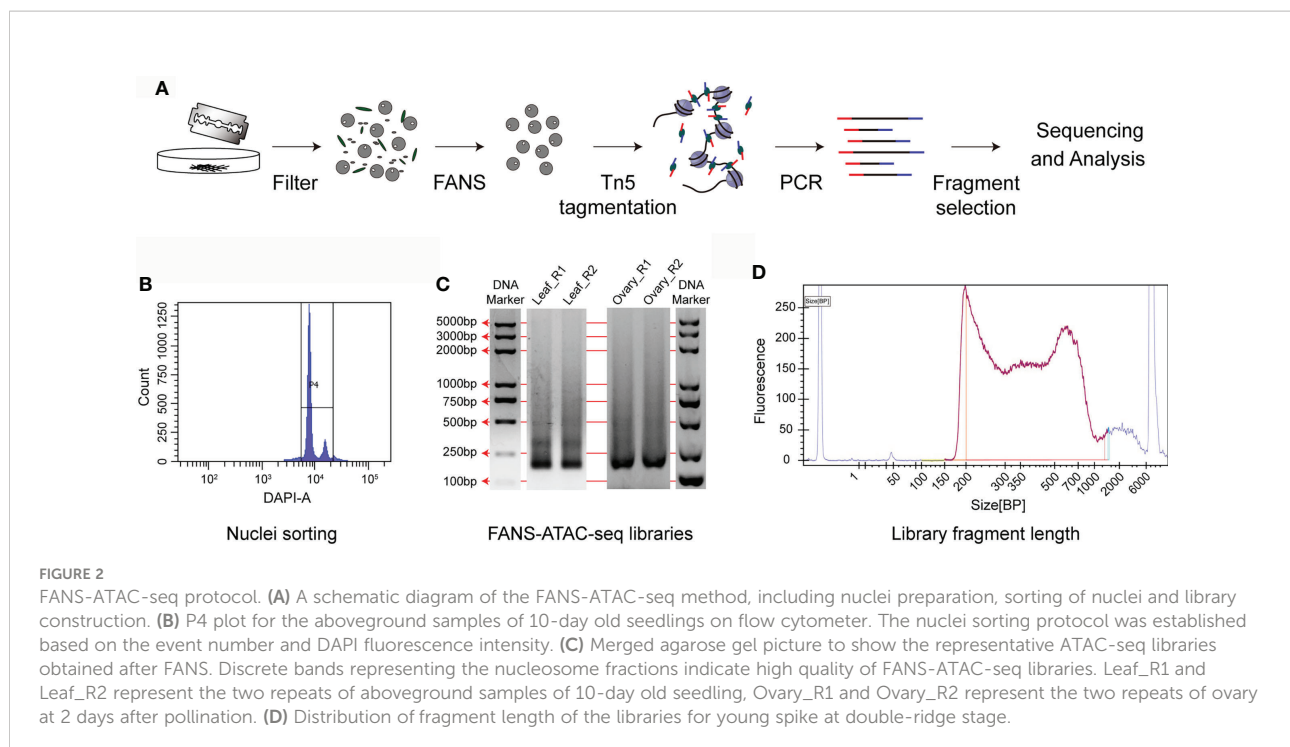 A
Filter
FANS
Tn5
tagmentation
PCR
Fragment
selection
Sequencing
and Analysis
B
1250
1000
750
500
250
0
Count
P4
10²
10³
10⁴
10⁵
DAPI-A
Nuclei sorting
C
DNA
Marker
Leaf_R1
Leaf_R2
Ovary_R1
Ovary_R2
DNA
Marker
5000bp
3000bp
2000bp
1000bp
750bp
500bp
250bp
100bp
FANS-ATAC-seq libraries
D
Size[BP]
250
200
150
100
50
0
Fluorescence
1
50
100
150
200
300
350
500
700
1000
2000
6000
Size[BP]
Library fragment length
FIGURE 2
FANS-ATAC-seq protocol. (A) A schematic diagram of the FANS-ATAC-seq method, including nuclei preparation, sorting of nuclei and library
construction. (B) P4 plot for the aboveground samples of 10-day old seedlings on flow cytometer. The nuclei sorting protocol was established
based on the event number and DAPI fluorescence intensity. (C) Merged agarose gel picture to show the representative ATAC-seq libraries
obtained after FANS. Discrete bands representing the nucleosome fractions indicate high quality of FANS-ATAC-seq libraries. Leaf_R1 and
Leaf_R2 represent the two repeats of aboveground samples of 10-day old seedling, Ovary_R1 and Ovary_R2 represent the two repeats of ovary
at 2 days after pollination. (D) Distribution of fragment length of the libraries for young spike at double-ridge stage.